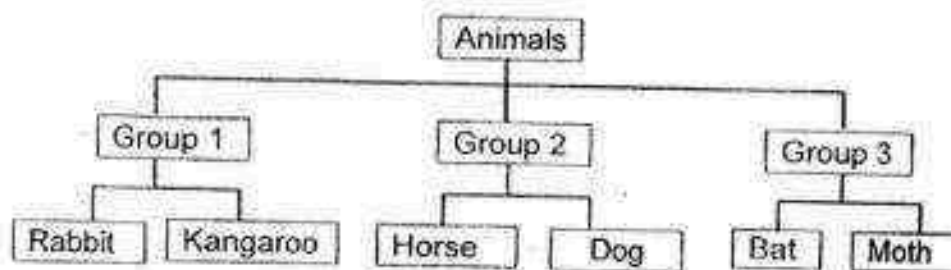 Animals
Group 1 Group 2 Group 3
Rabbit Kangaroo Horse Dog Bat Moth